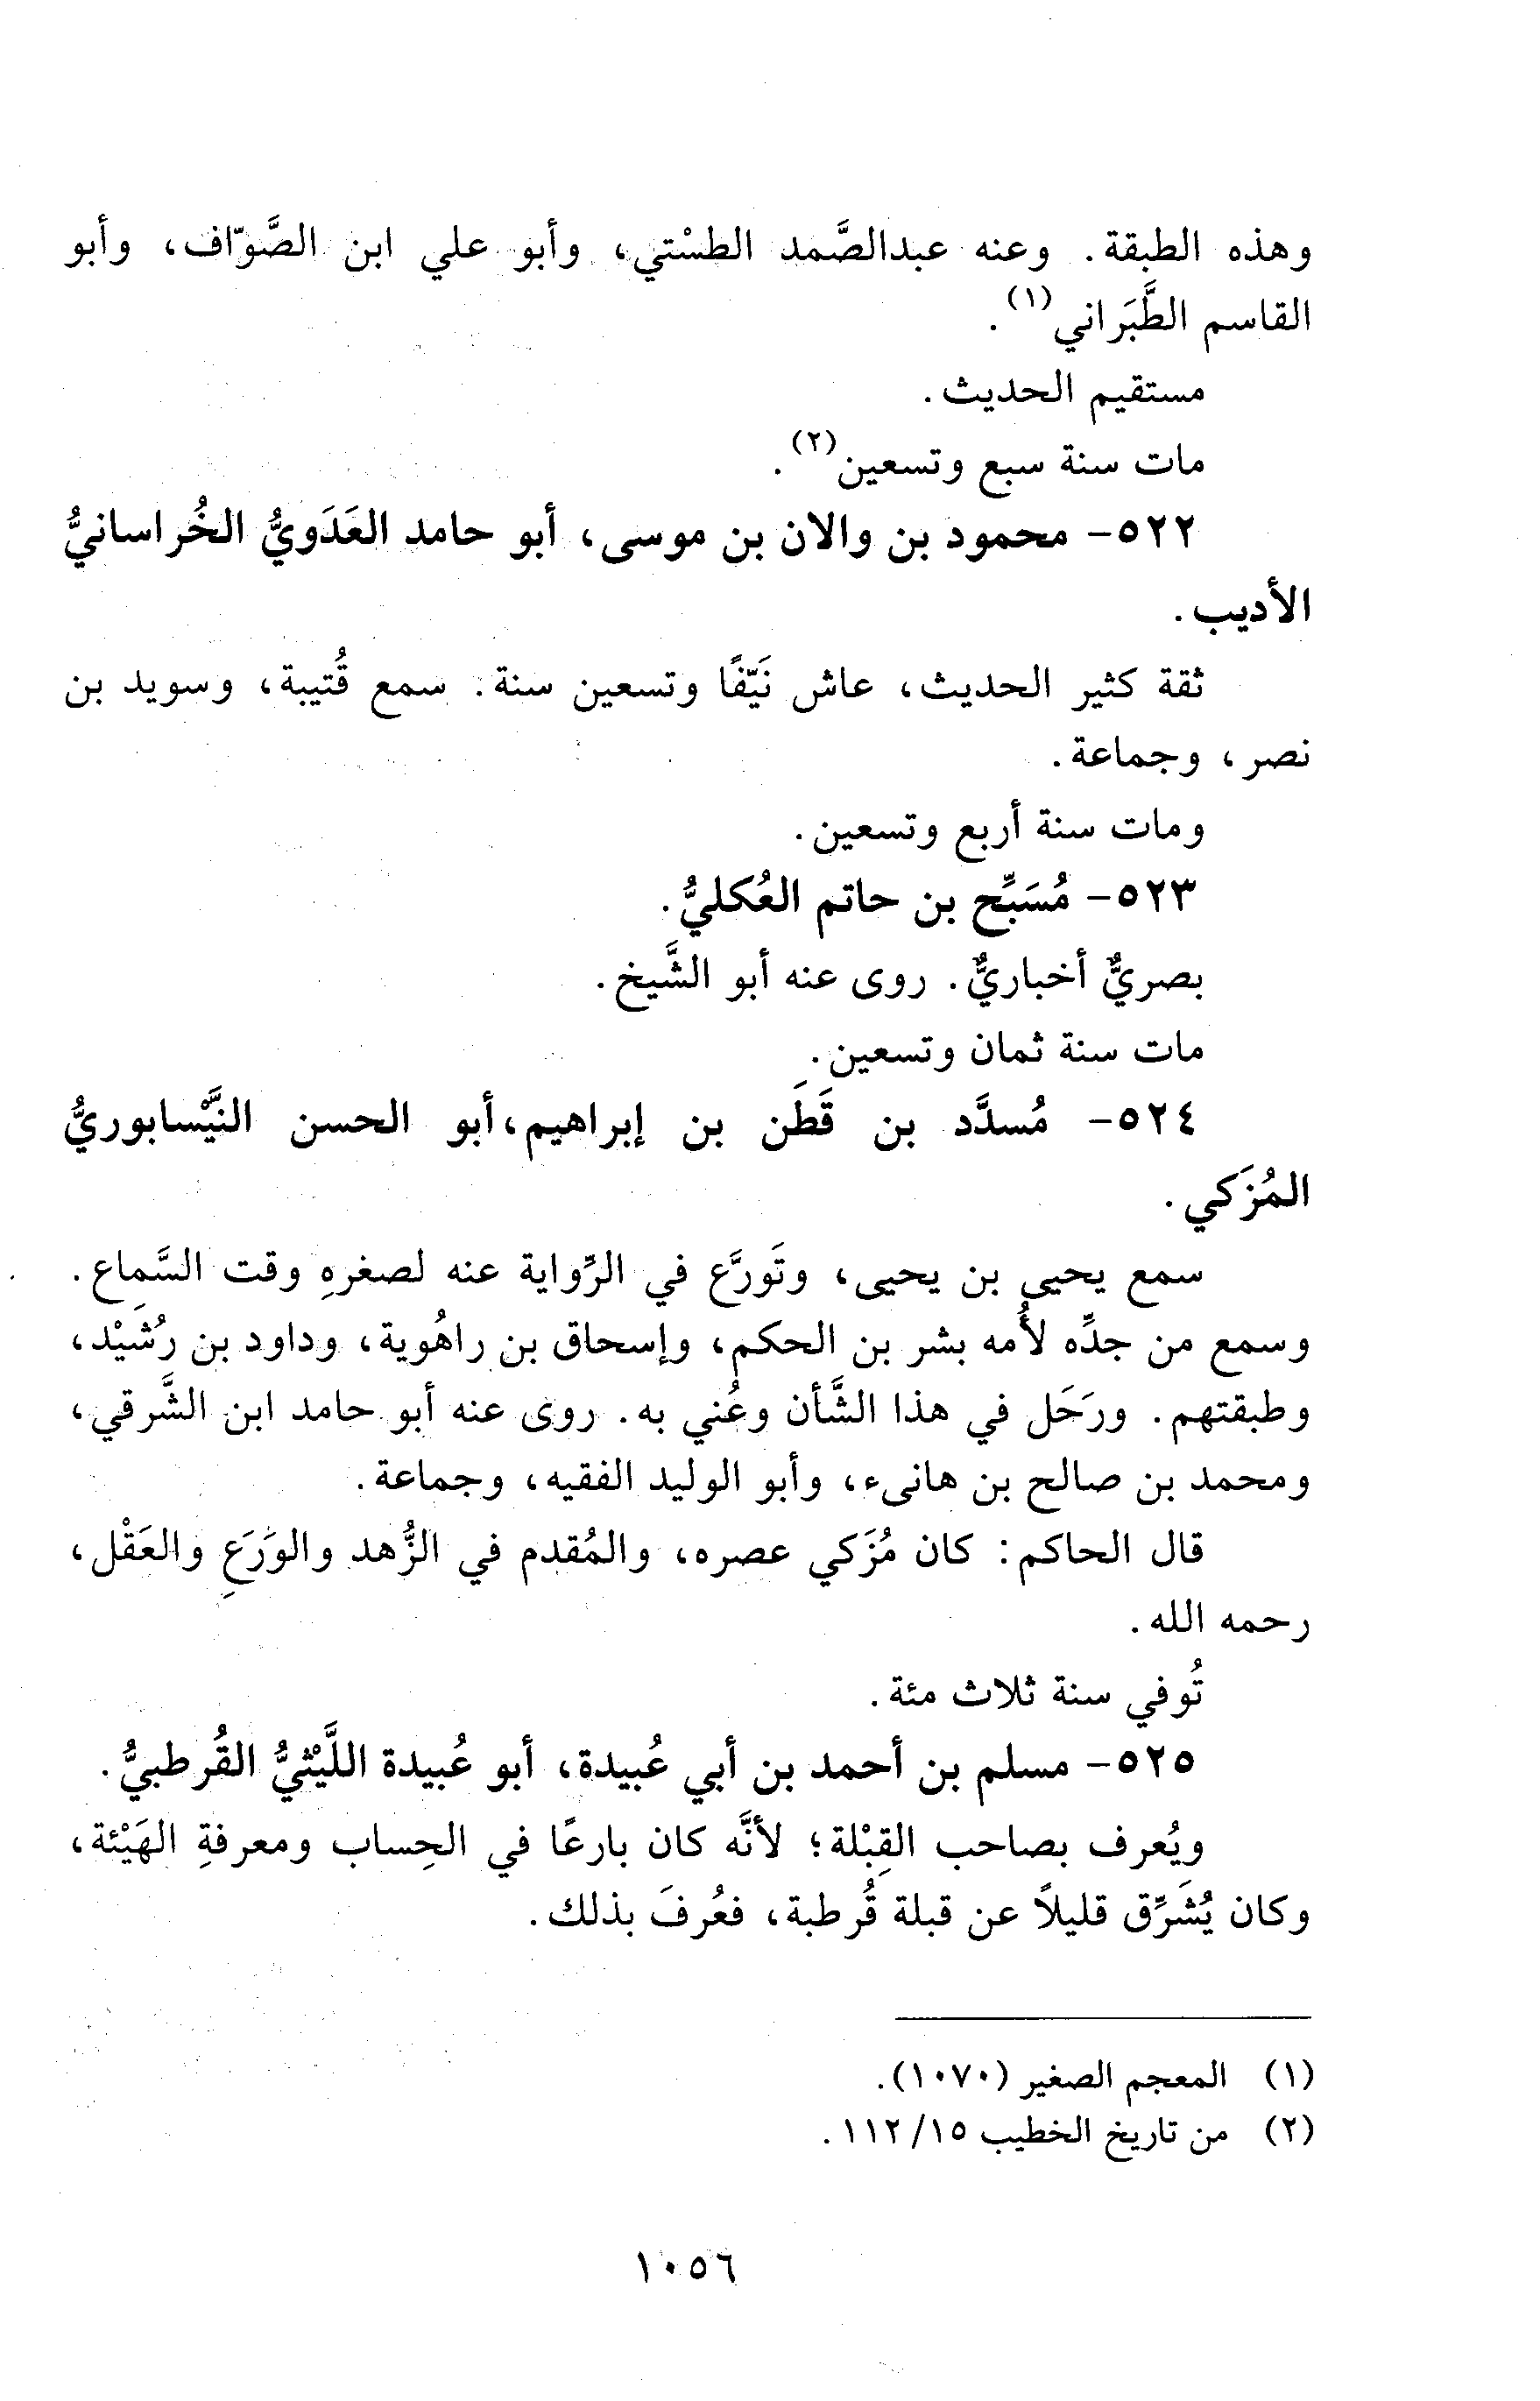 وهذه الطبقة. وعنه عبدالصَّمد الطسْتي، وأبو علي ابن الصَّوّاف، وأبو
القاسم الطَّبَراني(١).
مستقيم الحديث.
مات سنة سبع وتسعين(٢).
٥٢٢- محمود بن والان بن موسى، أبو حامد العَدَويُّ الخُراسانيُّ
الأديب.
ثقة كثير الحديث، عاش نَيّفًا وتسعين سنة. سمع قُتيبة، وسويد بن
نصر، وجماعة.
ومات سنة أربع وتسعين.
٥٢٣- مُسَبِّح بن حاتم العُكليُّ.
بصريٌّ أخباريٌّ. روى عنه أبو الشَّيخ.
مات سنة ثمان وتسعين.
٥٢٤- مُسدَّد بن قَطَن بن إبراهيم، أبو الحسن النَّيْسابوريُّ
المُزَكي.
سمع يحيى بن يحيى، وتَورَّع في الرِّواية عنه لصغرهِ وقت السَّماع.
وسمع من جدِّه لأُمه بشر بن الحكم، وإسحاق بن راهُوية، وداود بن رُشَيْد،
وطبقتهم. ورَحَل في هذا الشَّأن وعُني به. روى عنه أبو حامد ابن الشَّرقي،
ومحمد بن صالح بن هانىء، وأبو الوليد الفقيه، وجماعة.
قال الحاكم: كان مُزَكي عصره، والمُقدم في الزُّهد والوَرَعِ والعَقْل،
رحمه الله.
تُوفي سنة ثلاث مئة.
٥٢٥- مسلم بن أحمد بن أبي عُبيدة، أبو عُبيدة اللَّيْثيُّ القُرطبيُّ.
ويُعرف بصاحب القِبْلة؛ لأنَّه كان بارعًا في الحِساب ومعرفةِ الهَيْئة،
وكان يُشَرِّق قليلاً عن قبلة قُرطبة، فعُرفَ بذلك.
(١) المعجم الصغير (١٠٧٠).
(٢) من تاريخ الخطيب ١٥/ ١١٢.
١٠٥٦